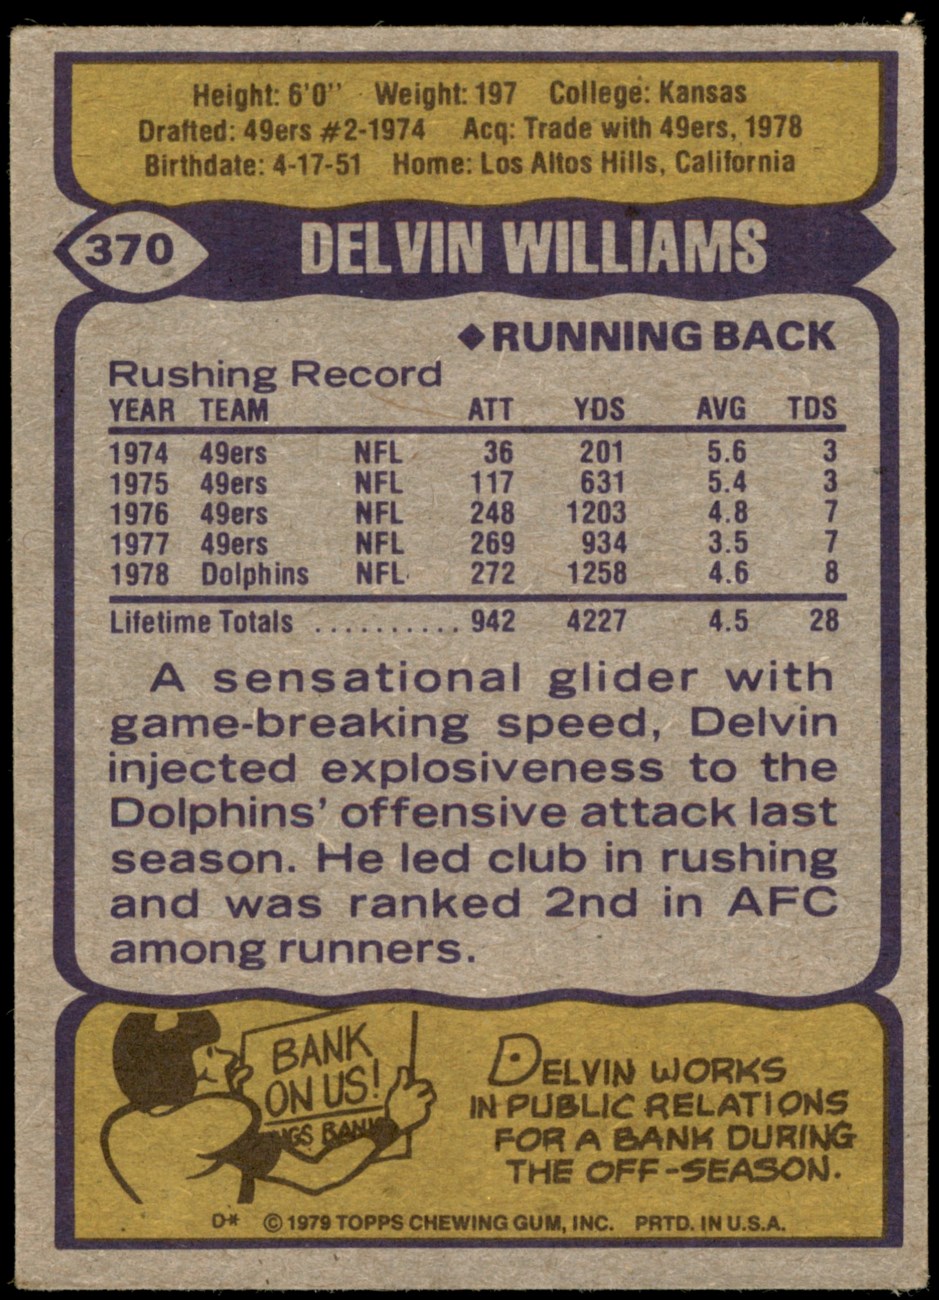 Height: 6'0'' Weight: 197 College: Kansas
Drafted: 49ers #2-1974 Acq: Trade with 49ers, 1978
Birthdate: 4-17-51 Home: Los Altos Hills, California
370 DELVIN WILLIAMS
◆RUNNING BACK
Rushing Record
YEAR TEAM ATT YDS AVG TDS
1974 49ers NFL 36 201 5.6 3
1975 49ers NFL 117 631 5.4 3
1976 49ers NFL 248 1203 4.8 7
1977 49ers NFL 269 934 3.5 7
1978 Dolphins NFL 272 1258 4.6 8
Lifetime Totals .......... 942 4227 4.5 28
A sensational glider with
game-breaking speed, Delvin
injected explosiveness to the
Dolphins' offensive attack last
season. He led club in rushing
and was ranked 2nd in AFC
among runners.
BANK
ON US!
NGS BANK
DELVIN WORKS
IN PUBLIC RELATIONS
FOR A BANK DURING
THE OFF-SEASON.
D* © 1979 TOPPS CHEWING GUM, INC. PRTD. IN U.S.A.